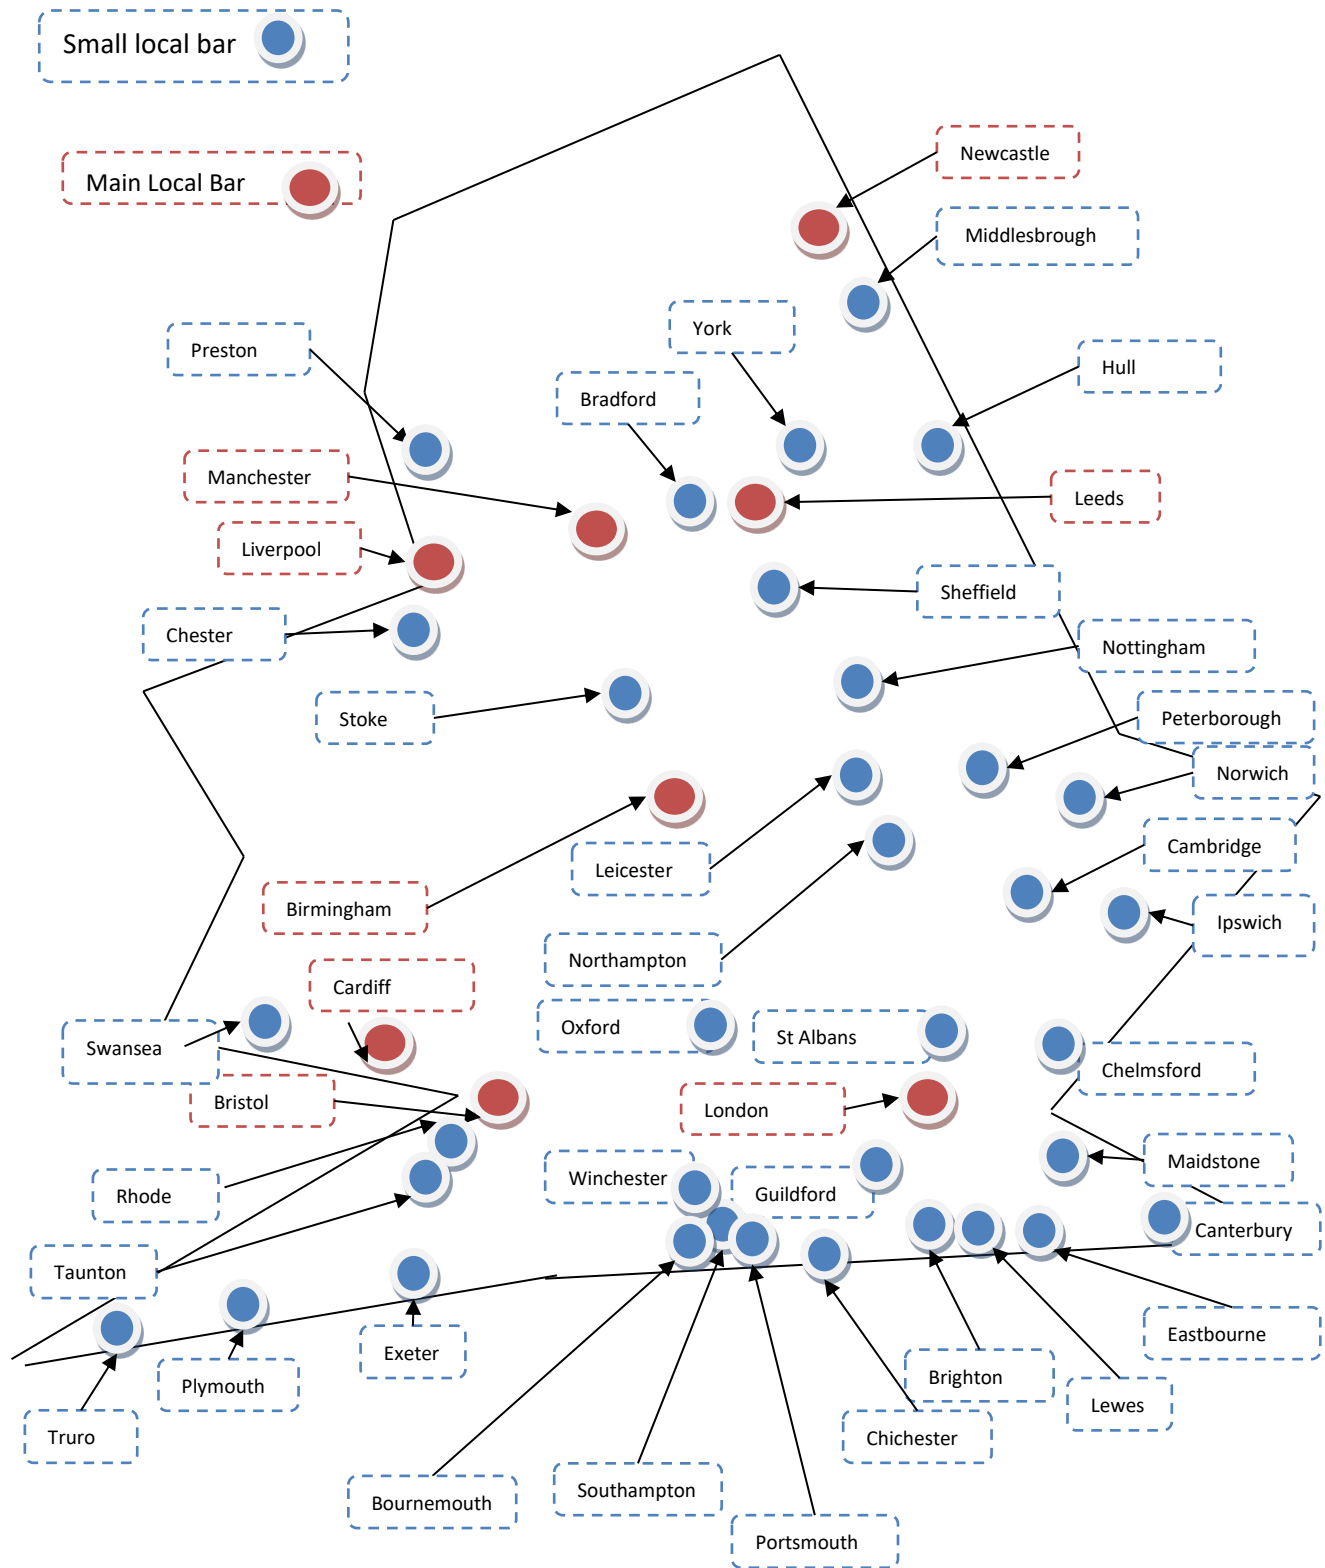 Small local bar
Main Local Bar
Newcastle
Middlesbrough
York
Preston
Hull
Bradford
Manchester
Leeds
Liverpool
Sheffield
Chester
Nottingham
Stoke
Peterborough
Norwich
Cambridge
Leicester
Birmingham
Ipswich
Northampton
Cardiff
Oxford
St Albans
Swansea
Chelmsford
Bristol
London
Maidstone
Winchester
Rhode
Guildford
Canterbury
Taunton
Eastbourne
Exeter
Brighton
Plymouth
Lewes
Truro
Chichester
Southampton
Bournemouth
Portsmouth